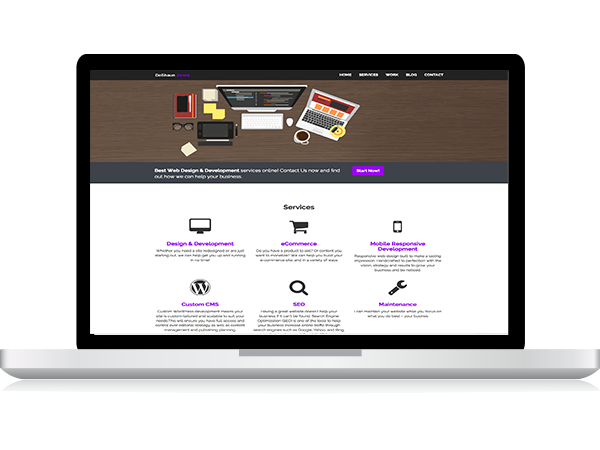 DeShaun
HOME SERVICES WORK BLOG CONTACT
Best Web Design & Development services online! Contact Us now and find
out how we can help your business.
Start Now!
Services
Design & Development
Whether you need a site redesigned or are just
starting out, we can help get you up and running
in no time!
eCommerce
Do you have a product to sell? Or content you
want to monetize? We can help you build your
e-commerce site and in a variety of ways.
Mobile Responsive
Development
Responsive web design built to make a lasting
impression. Handcrafted to perfection with the
vision, strategy and results to grow your
business and be noticed.
Custom CMS
Custom WordPress development means your
site is custom tailored and scalable to suit your
needs. This will ensure you have full access and
control over editorial strategy as well as content
management and publishing planning.
SEO
Having a great website doesn't help your
business if it can't be found. Search Engine
Optimization (SEO) is one of the tools to help
your business increase online traffic through
search engines such as Google, Yahoo and Bing.
Maintenance
I can maintain your website while you focus on
what you do best – your business.